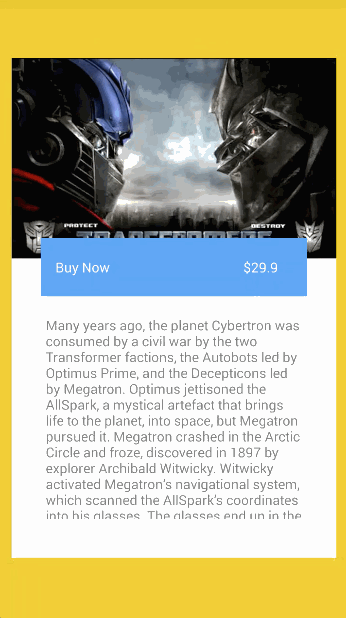 PROTECT
DESTROY
TRANSFORMERS
Buy Now
$29.9
Many years ago, the planet Cybertron was
consumed by a civil war by the two
Transformer factions, the Autobots led by
Optimus Prime, and the Decepticons led
by Megatron. Optimus jettisoned the
AllSpark, a mystical artefact that brings
life to the planet, into space, but Megatron
pursued it. Megatron crashed in the Arctic
Circle and froze, discovered in 1897 by
explorer Archibald Witwicky. Witwicky
activated Megatron's navigational system,
which scanned the AllSpark's coordinates
into his glasses. The glasses end up in the